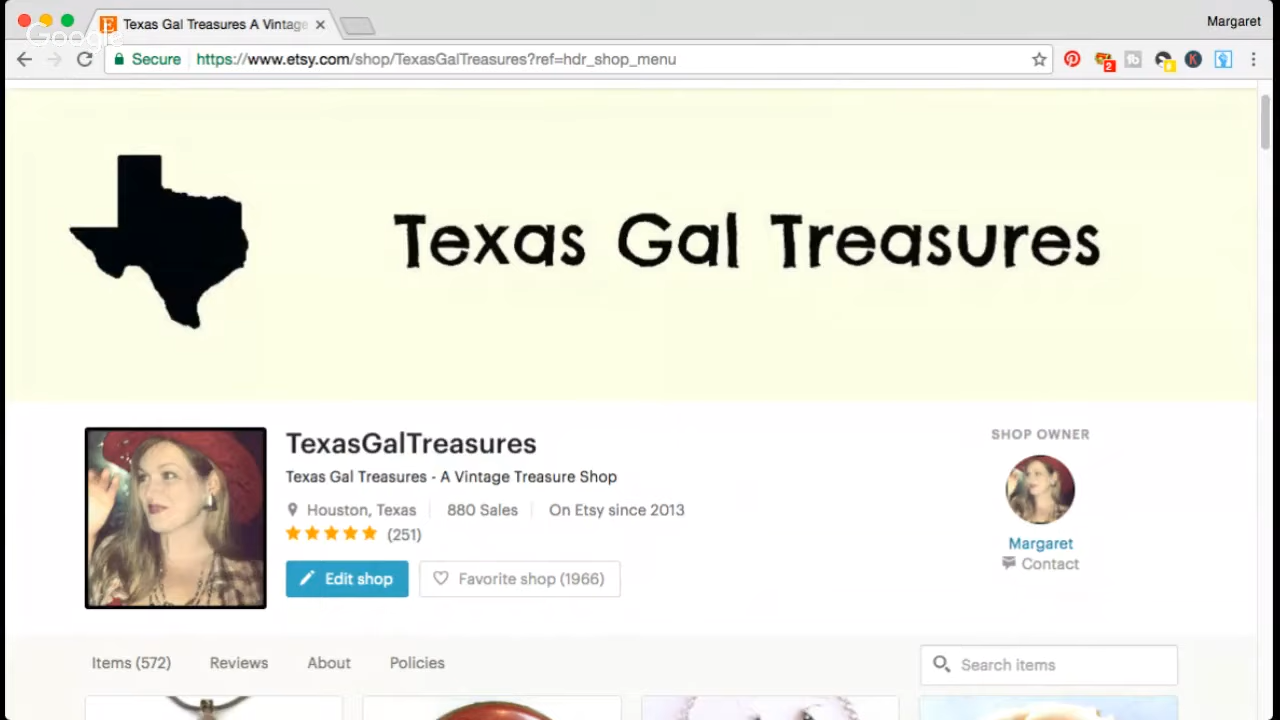 Texas Gal Treasures A Vintage
Margaret
Google
Secure https://www.etsy.com/shop/TexasGalTreasures?ref=hdr_shop_menu
2
Texas Gal Treasures
TexasGalTreasures
Texas Gal Treasures - A Vintage Treasure Shop
Houston, Texas 880 Sales On Etsy since 2013
(251)
Edit shop Favorite shop (1966)
SHOP OWNER
Margaret
Contact
Items (572) Reviews About Policies Search items